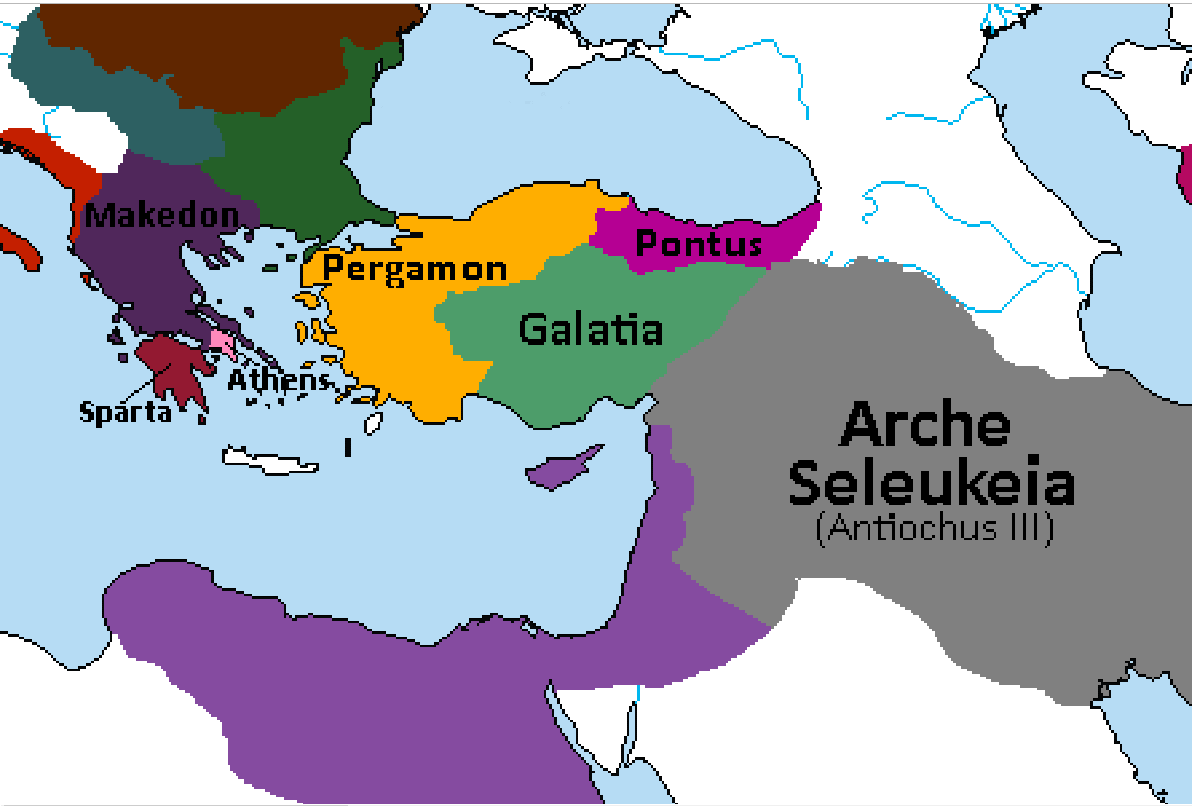 Makedon
Pontus
Pergamon
Galatia
Athens
Sparta
Arche
Seleukeia
(Antiochus III)